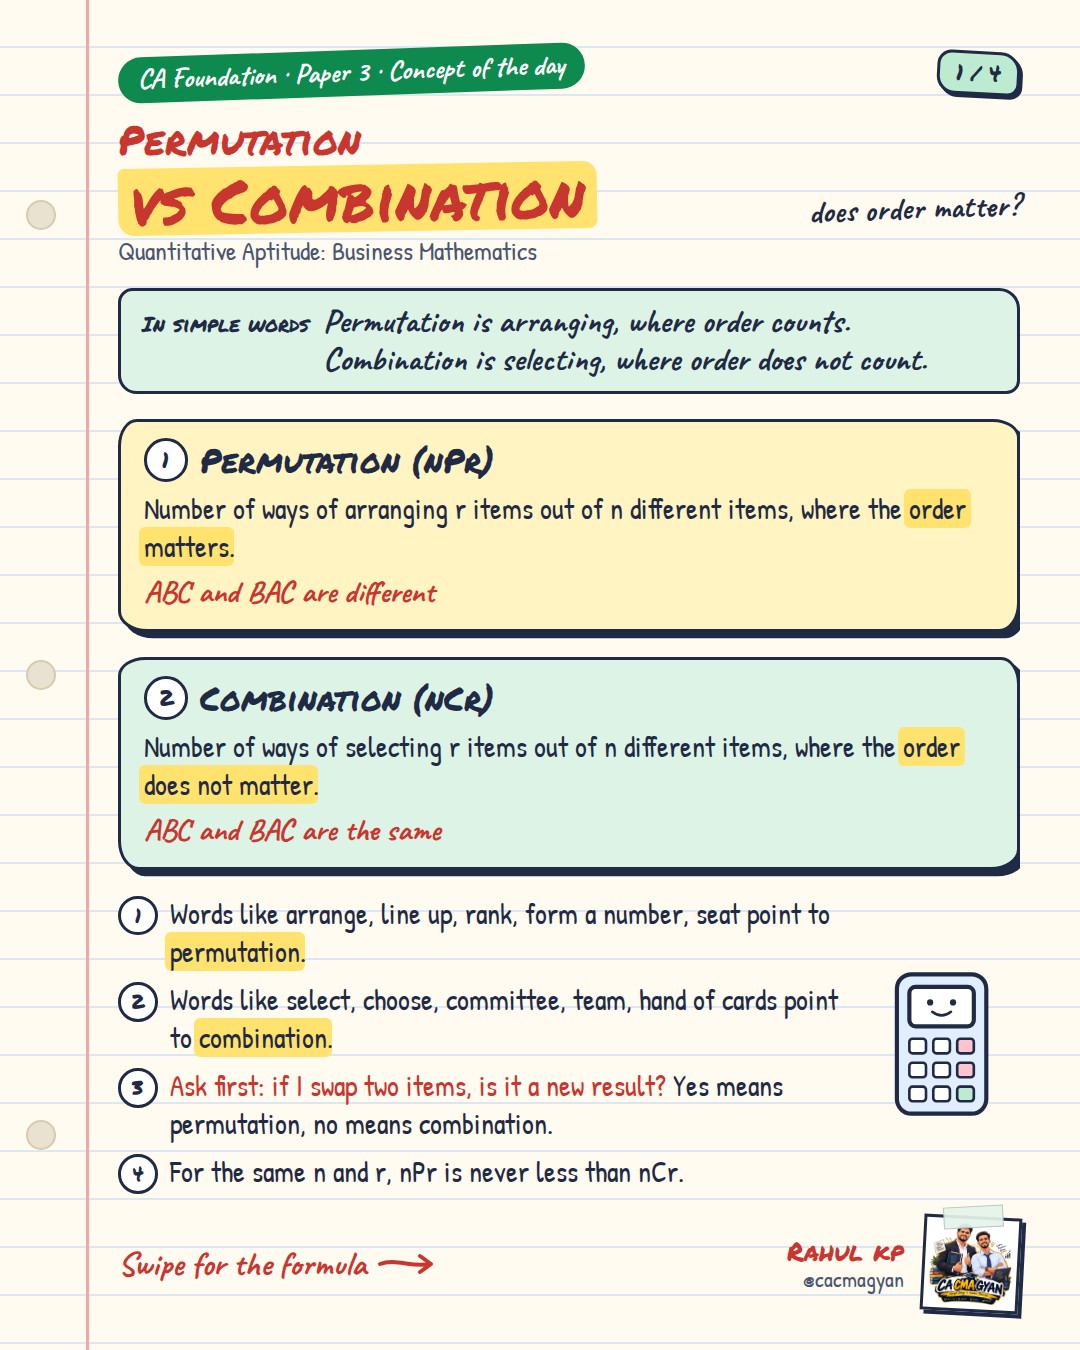 CA Foundation · Paper 3 · Concept of the day
1 / 4
PERMUTATION
VS COMBINATION
does order matter?
Quantitative Aptitude: Business Mathematics
IN SIMPLE WORDS Permutation is arranging, where order counts.
Combination is selecting, where order does not count.
1 PERMUTATION (NPR)
Number of ways of arranging r items out of n different items, where the order
matters.
ABC and BAC are different
2 COMBINATION (NCR)
Number of ways of selecting r items out of n different items, where the order
does not matter.
ABC and BAC are the same
1 Words like arrange, line up, rank, form a number, seat point to
permutation.
2 Words like select, choose, committee, team, hand of cards point
to combination.
3 Ask first: if I swap two items, is it a new result? Yes means
permutation, no means combination.
4 For the same n and r, nPr is never less than nCr.
Swipe for the formula
RAHUL KP
@cacmagyan
CA CMA GYAN